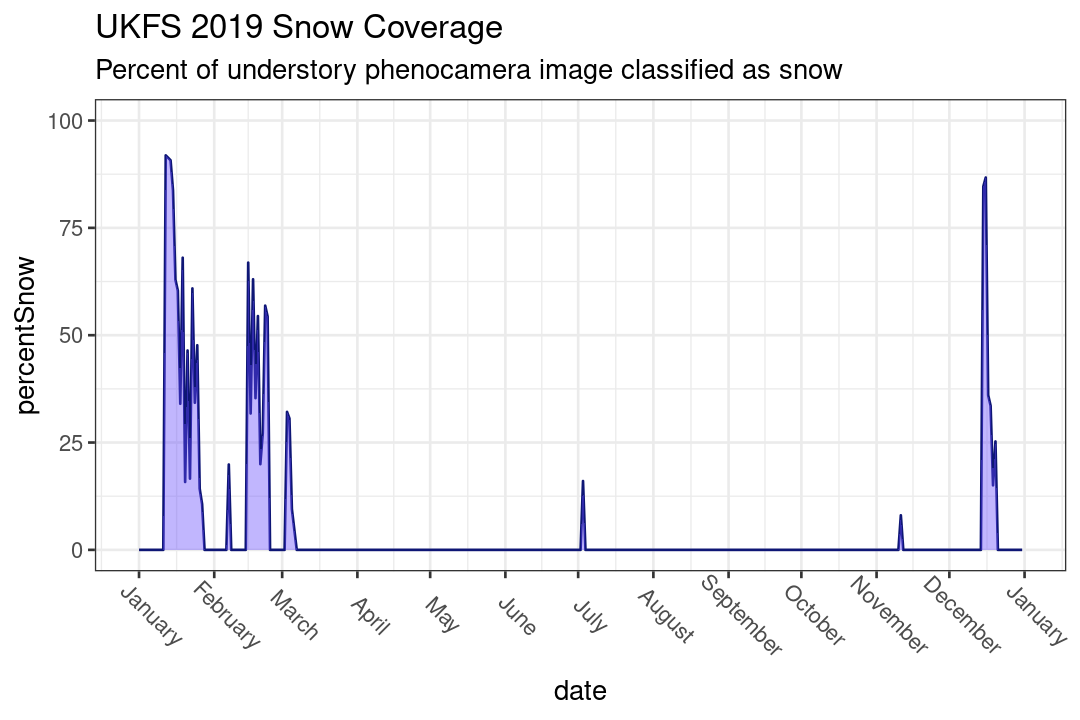 UKFS 2019 Snow Coverage
Percent of understory phenocamera image classified as snow
100
75
50
25
0
percentSnow
January
February
March
April
May
June
July
August
September
October
November
December
January
date